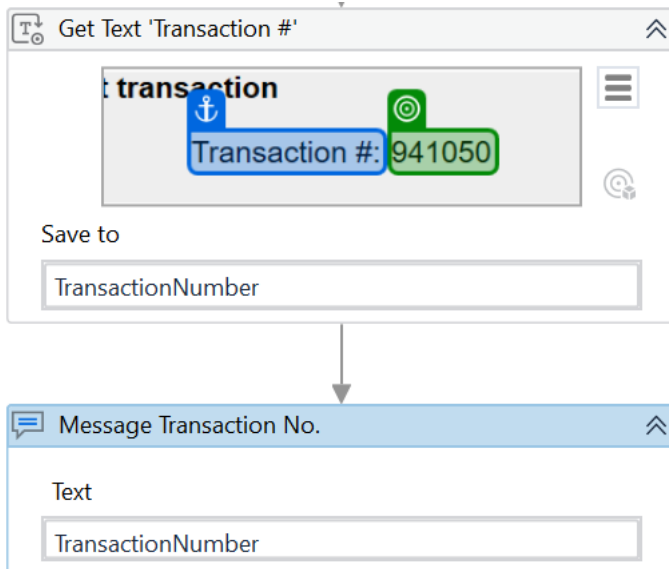 Get Text 'Transaction #'
t transaction
Transaction #: 941050
Save to
TransactionNumber
Message Transaction No.
Text
TransactionNumber